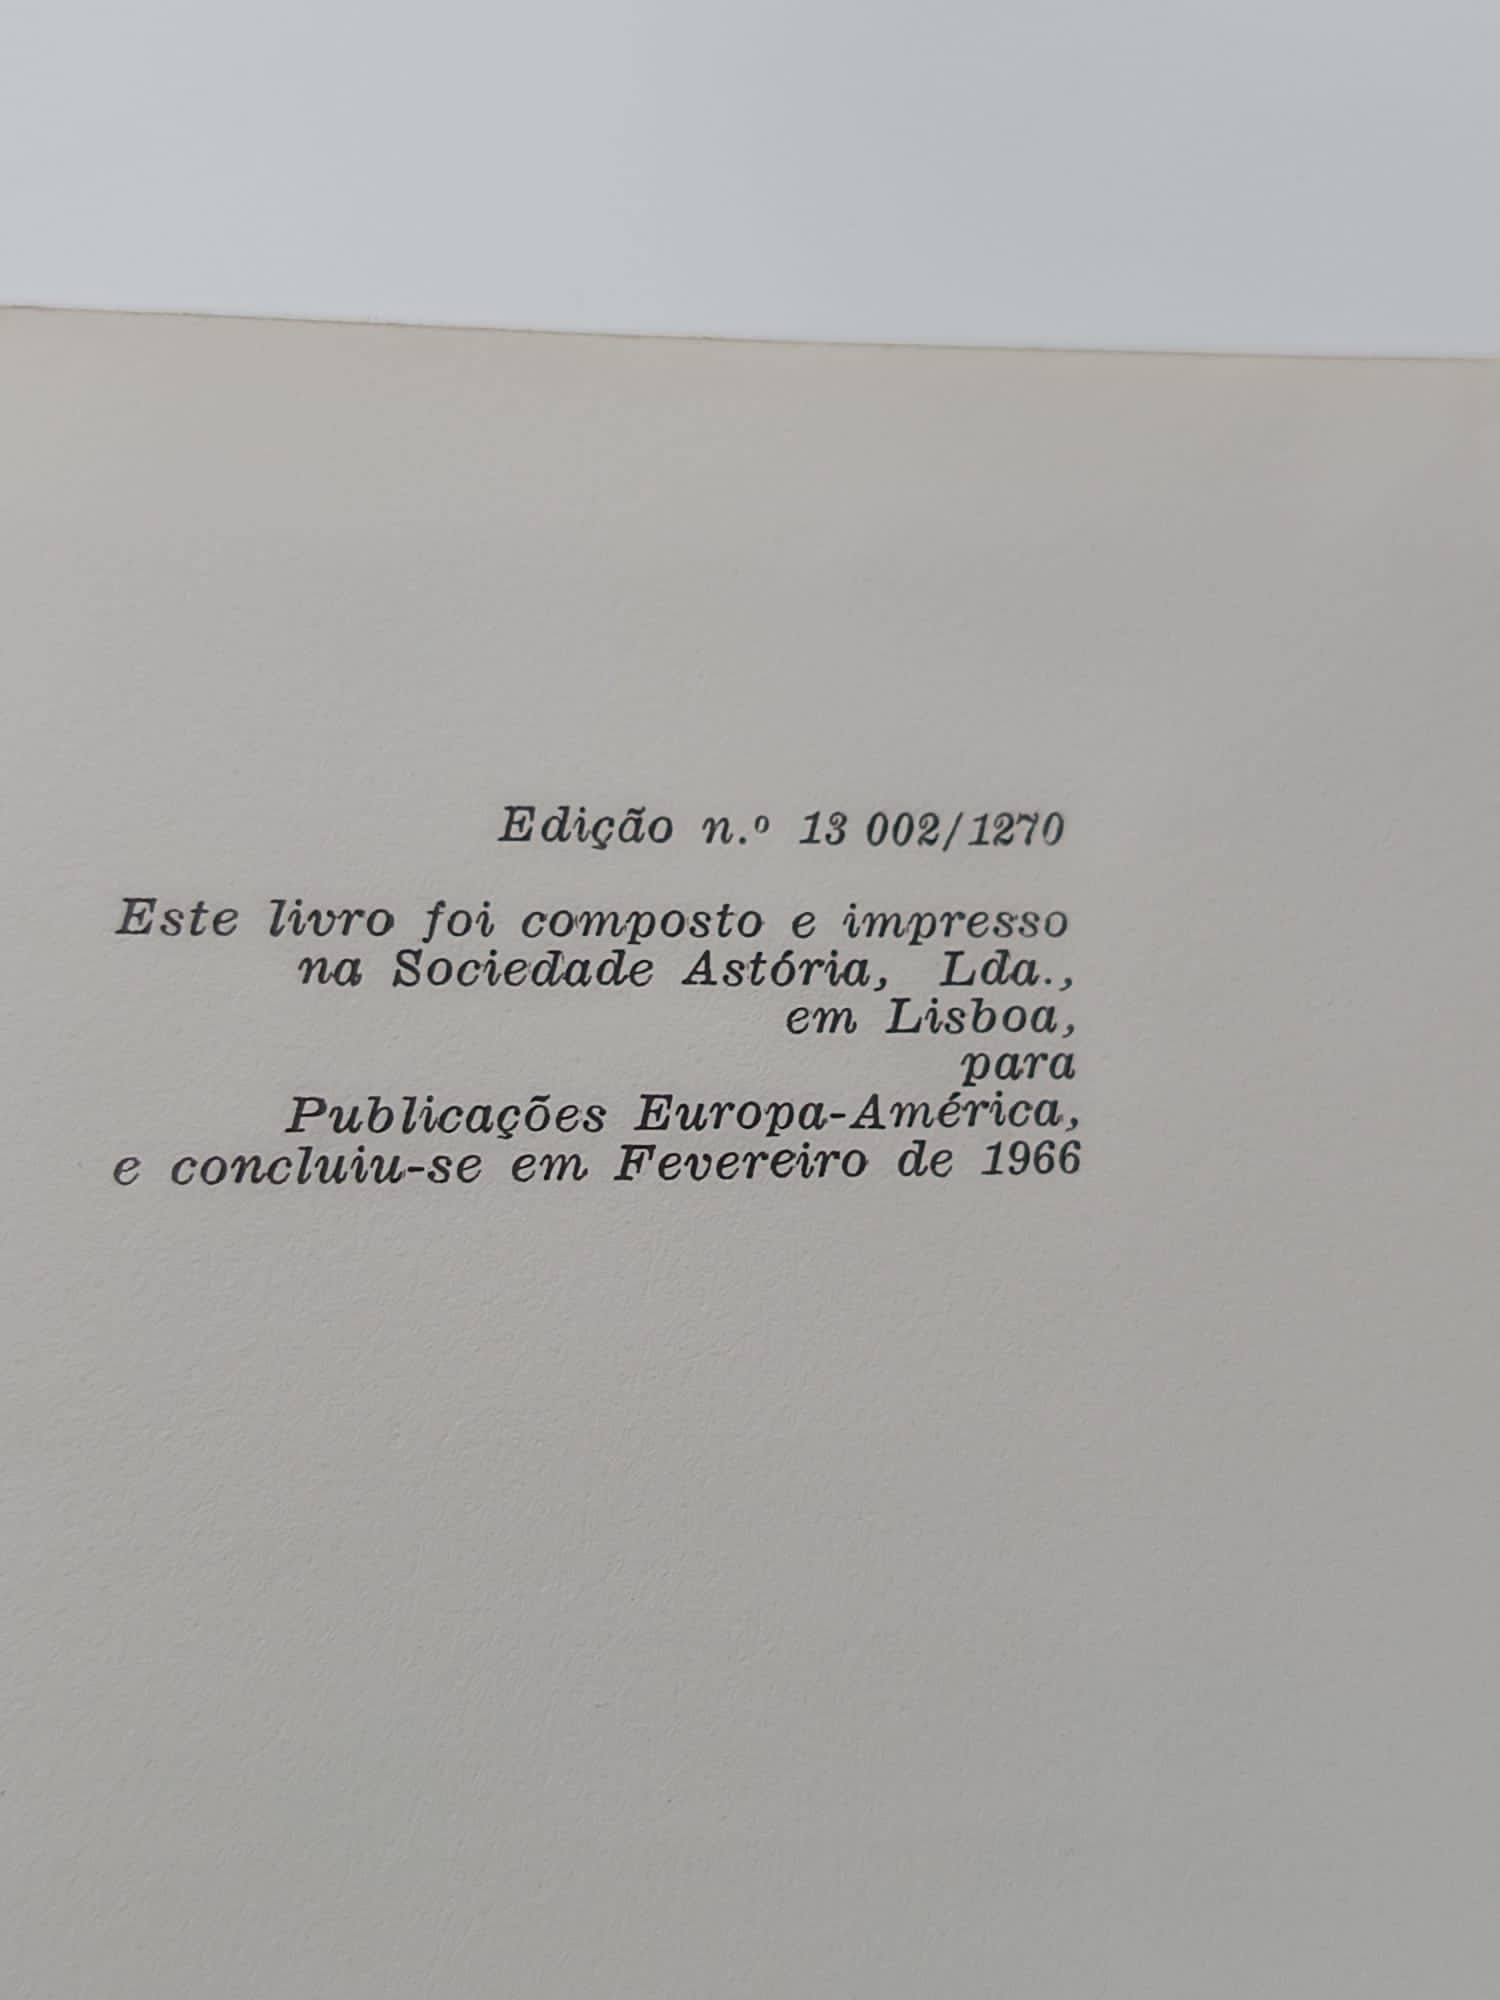 Edição n.º 13 002/1270
Este livro foi composto e impresso
na Sociedade Astória, Lda.,
em Lisboa,
para
Publicações Europa-América,
e concluiu-se em Fevereiro de 1966